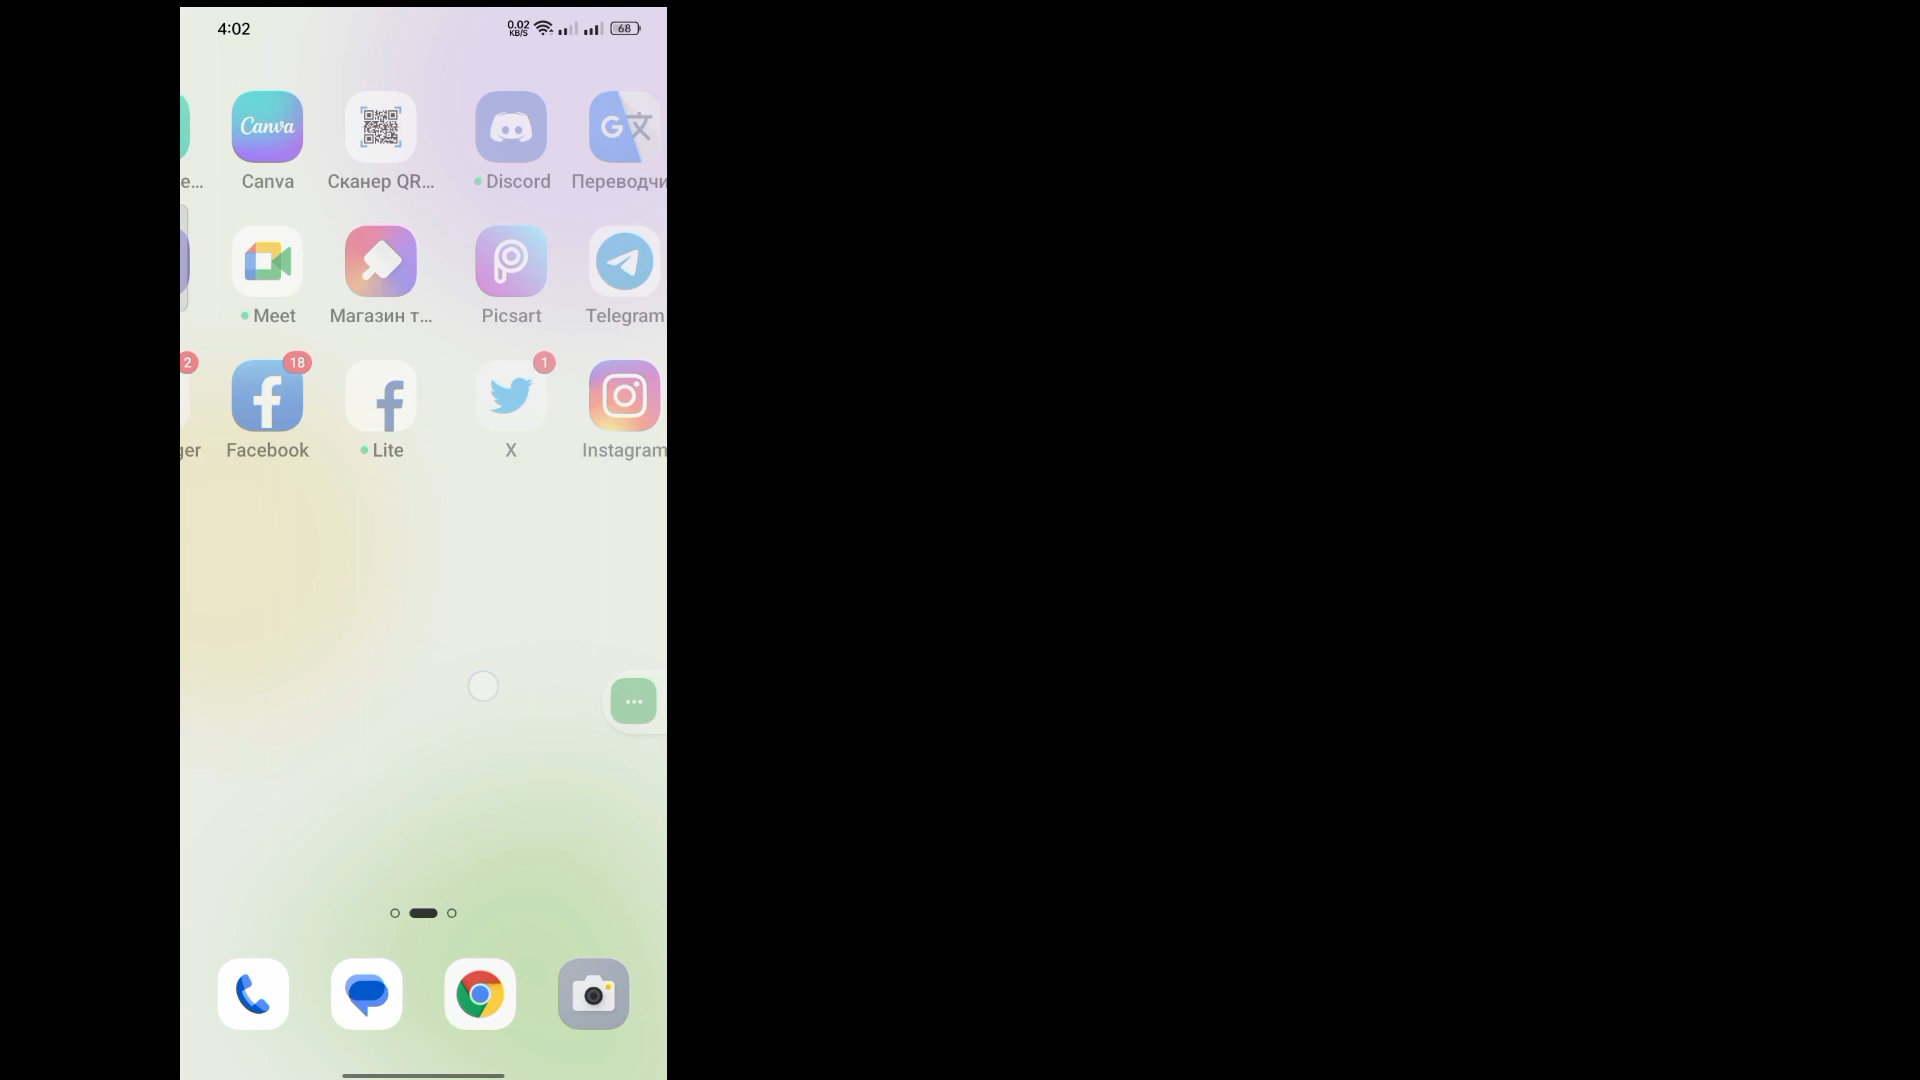 4:02
0.02
KB/S
68
Canva
е...
Canva
Сканер QR...
Discord
Переводчи
Meet
Магазин т...
Picsart
Telegram
2
18
1
ger
Facebook
Lite
X
Instagram